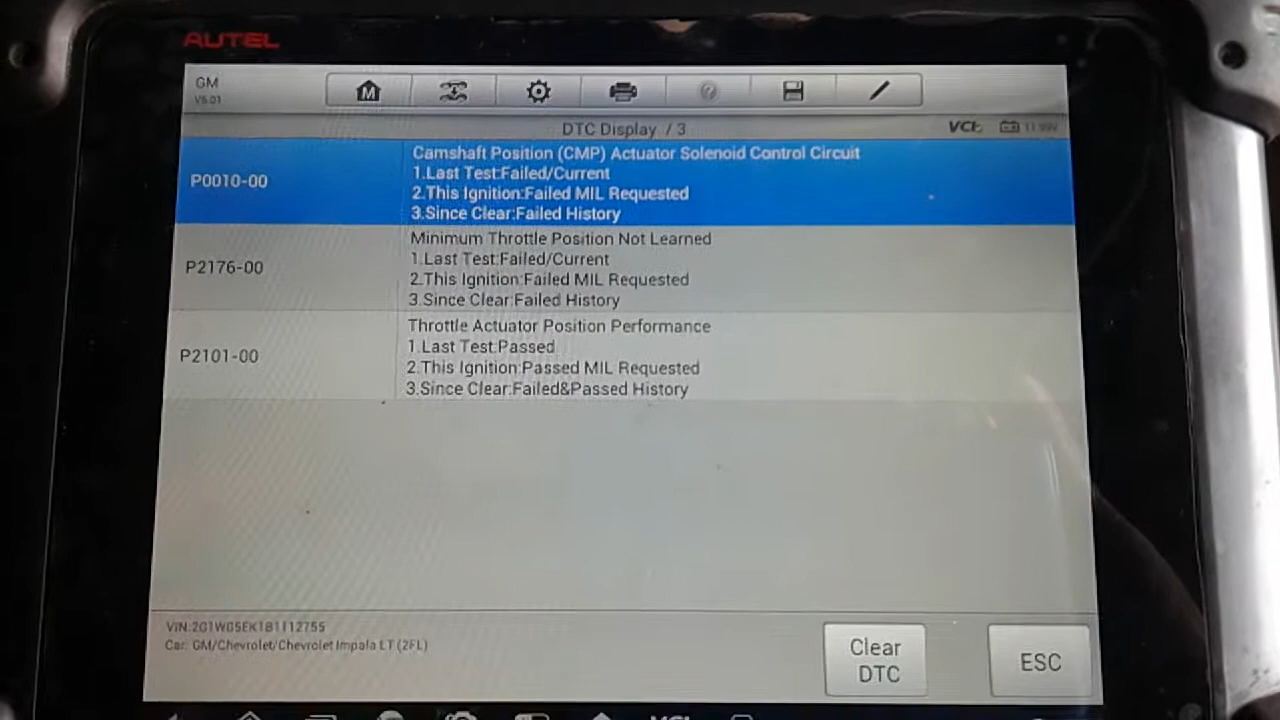 AUTEL
GM
V6.01
M
DTC Display / 3
VCI
P0010-00
Camshaft Position (CMP) Actuator Solenoid Control Circuit
1.Last Test:Failed/Current
2.This Ignition:Failed MIL Requested
3.Since Clear:Failed History
P2176-00
Minimum Throttle Position Not Learned
1.Last Test:Failed/Current
2.This Ignition:Failed MIL Requested
3.Since Clear:Failed History
P2101-00
Throttle Actuator Position Performance
1.Last Test:Passed
2.This Ignition:Passed MIL Requested
3.Since Clear:Failed&Passed History
VIN:2G1WG5EK1B1112755
Car: GM/Chevrolet/Chevrolet Impala LT (2FL)
Clear
DTC
ESC